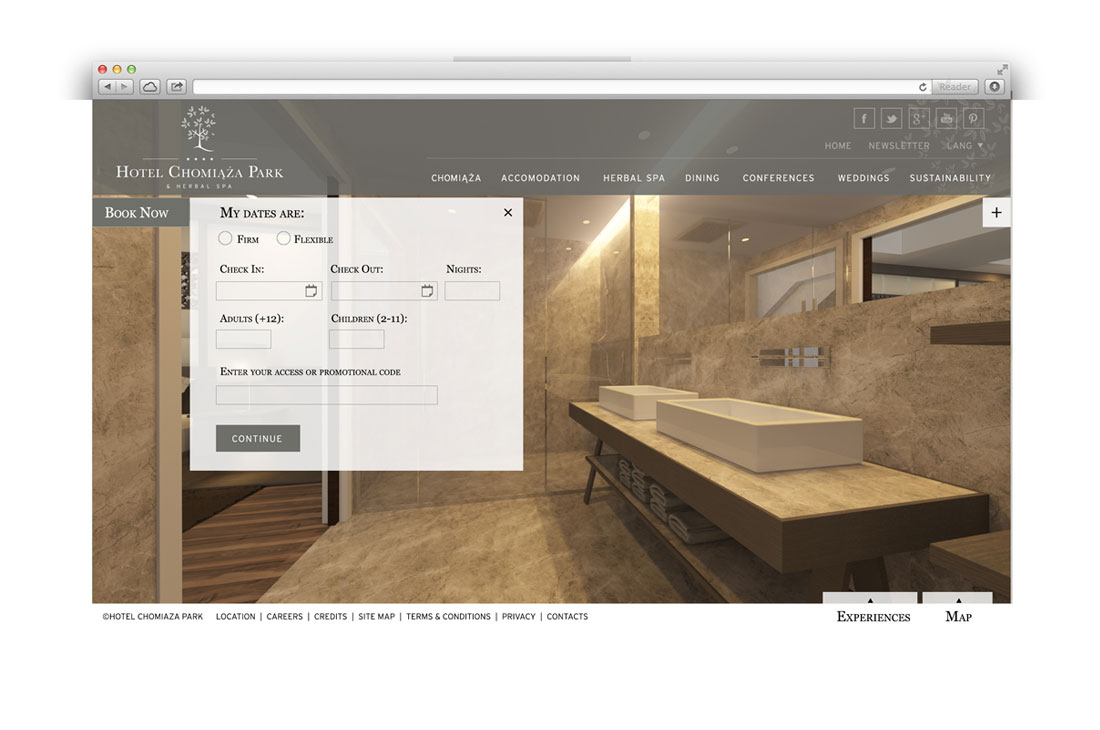 Reader
HOTEL CHOMIĄŻA PARK
& HERBAL SPA
f g+ You
HOME NEWSLETTER LANG
CHOMIĄŻA ACCOMODATION HERBAL SPA DINING CONFERENCES WEDDINGS SUSTAINABILITY
BOOK NOW
MY DATES ARE:
FIRM FLEXIBLE
CHECK IN: CHECK OUT: NIGHTS:
ADULTS (+12): CHILDREN (2-11):
ENTER YOUR ACCESS OR PROMOTIONAL CODE
CONTINUE
©HOTEL CHOMIAZA PARK LOCATION | CAREERS | CREDITS | SITE MAP | TERMS & CONDITIONS | PRIVACY | CONTACTS
EXPERIENCES MAP